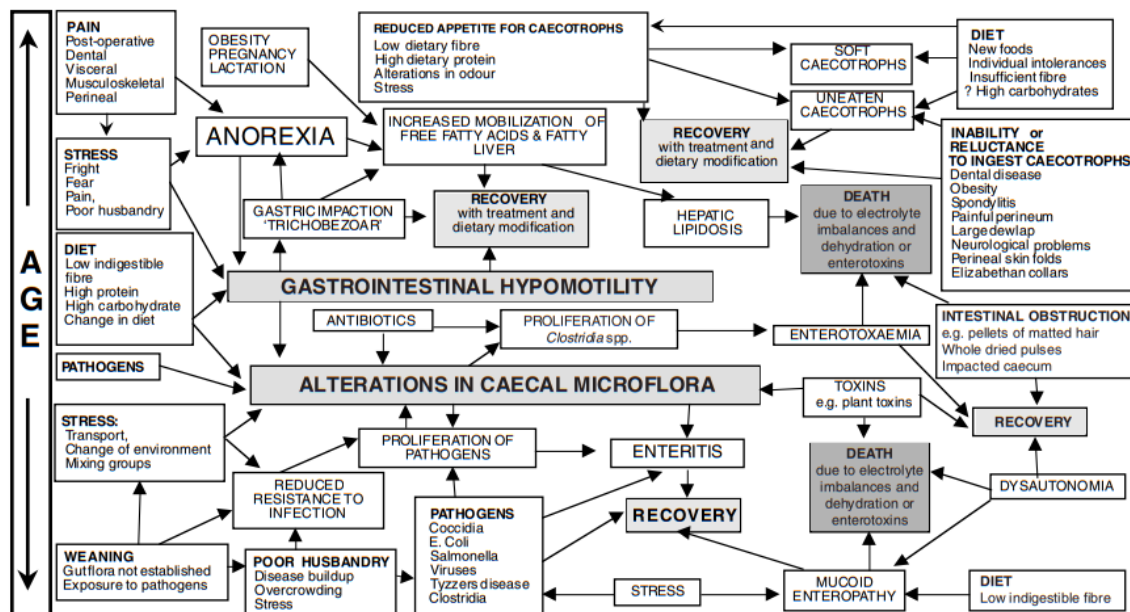 AGE
PAIN
Post-operative
Dental
Visceral
Musculoskeletal
Perineal
OBESITY
PREGNANCY
LACTATION
REDUCED APPETITE FOR CAECOTROPHS
Low dietary fibre
High dietary protein
Alterations in odour
Stress
SOFT
CAECOTROPHS
DIET
New foods
Individual intolerances
Insufficient fibre
? High carbohydrates
UNEATEN
CAECOTROPHS
ANOREXIA
INCREASED MOBILIZATION OF
FREE FATTY ACIDS & FATTY
LIVER
RECOVERY
with treatment and
dietary modification
INABILITY or
RELUCTANCE
TO INGEST CAECOTROPHS
Dental disease
Obesity
Spondylitis
Painful perineum
Large dewlap
Neurological problems
Perineal skin folds
Elizabethan collars
STRESS
Fright
Fear
Pain,
Poor husbandry
GASTRIC IMPACTION
‘TRICHOBEZOAR’
RECOVERY
with treatment and
dietary modification
HEPATIC
LIPIDOSIS
DEATH
due to electrolyte
imbalances and
dehydration or
enterotoxins
DIET
Low indigestible
fibre
High protein
High carbohydrate
Change in diet
GASTROINTESTINAL HYPOMOTILITY
ANTIBIOTICS
PROLIFERATION OF
Clostridia spp.
ENTEROTOXAEMIA
INTESTINAL OBSTRUCTION
e.g. pellets of matted hair
Whole dried pulses
Impacted caecum
PATHOGENS
ALTERATIONS IN CAECAL MICROFLORA
TOXINS
e.g. plant toxins
RECOVERY
STRESS:
Transport,
Change of environment
Mixing groups
PROLIFERATION OF
PATHOGENS
ENTERITIS
DEATH
due to electrolyte
imbalances and
dehydration or
enterotoxins
DYSAUTONOMIA
REDUCED
RESISTANCE TO
INFECTION
PATHOGENS
Coccidia
E. Coli
Salmonella
Viruses
Tyzzers disease
Clostridia
RECOVERY
WEANING
Gutflora not established
Exposure to pathogens
POOR HUSBANDRY
Disease buildup
Overcrowding
Stress
STRESS
MUCOID
ENTEROPATHY
DIET
Low indigestible fibre